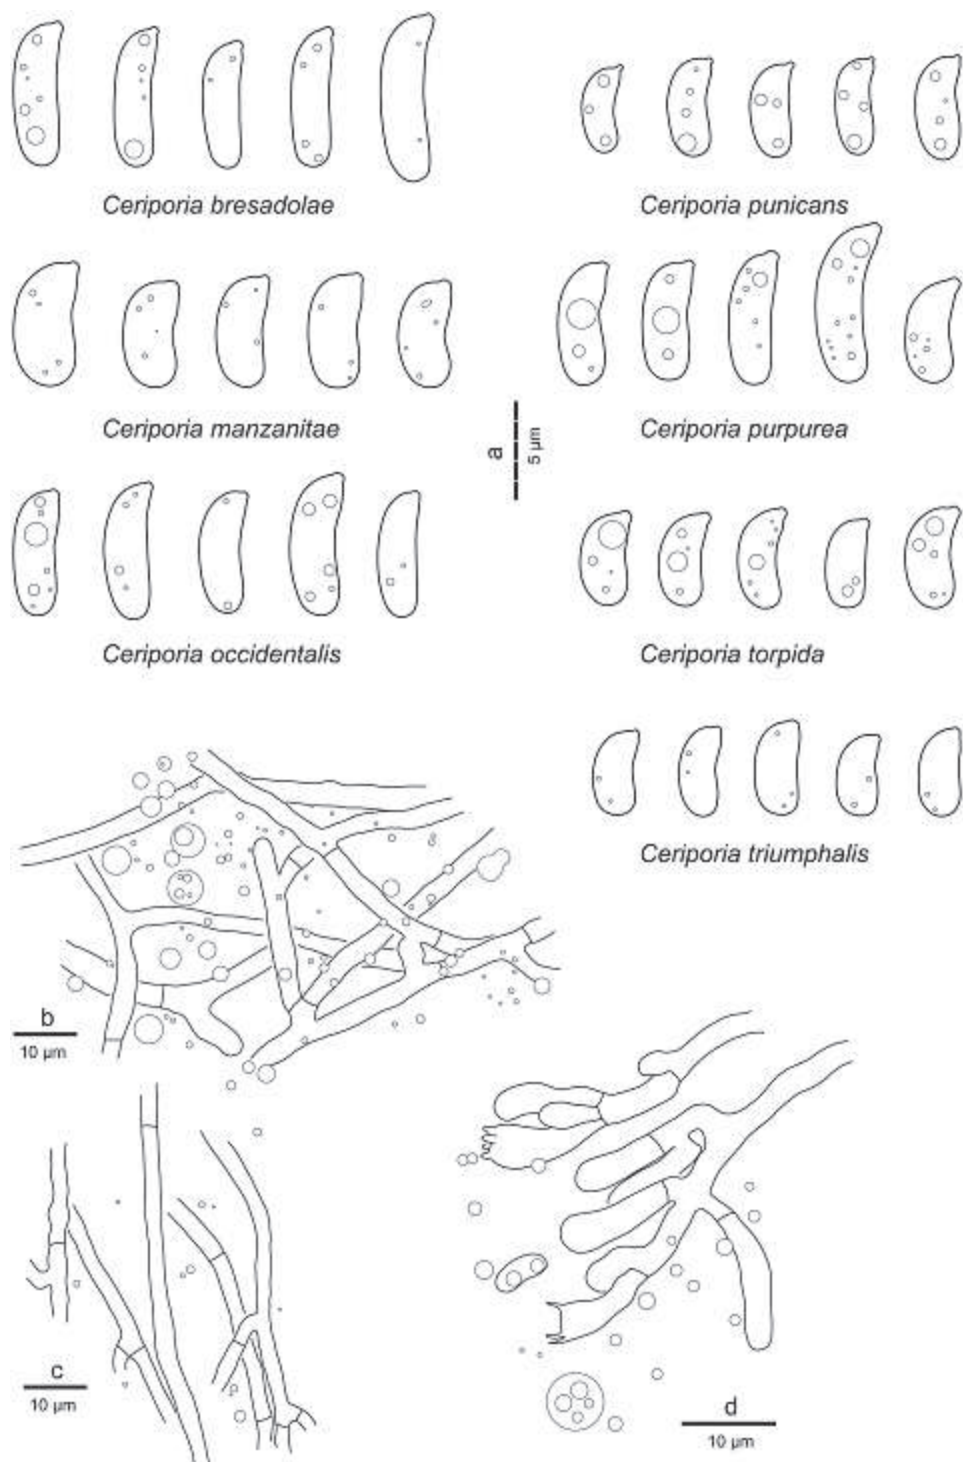 Ceriporia bresadolae
Ceriporia punicans
Ceriporia manzanitae
Ceriporia purpurea
a
5 µm
Ceriporia occidentalis
Ceriporia torpida
Ceriporia triumphalis
b
10 µm
c
10 µm
d
10 µm